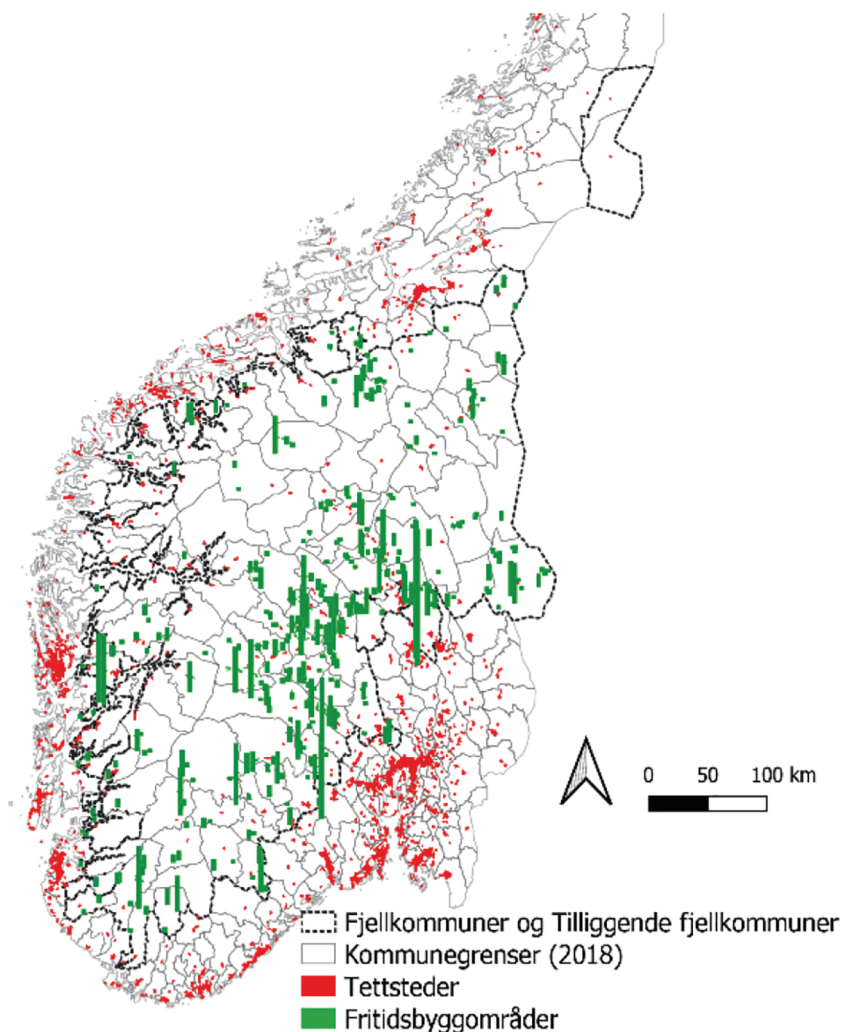 0 50 100 km
Fjellkommuner og Tilliggende fjellkommuner
Kommunegrenser (2018)
Tettsteder
Fritidsbyggområder